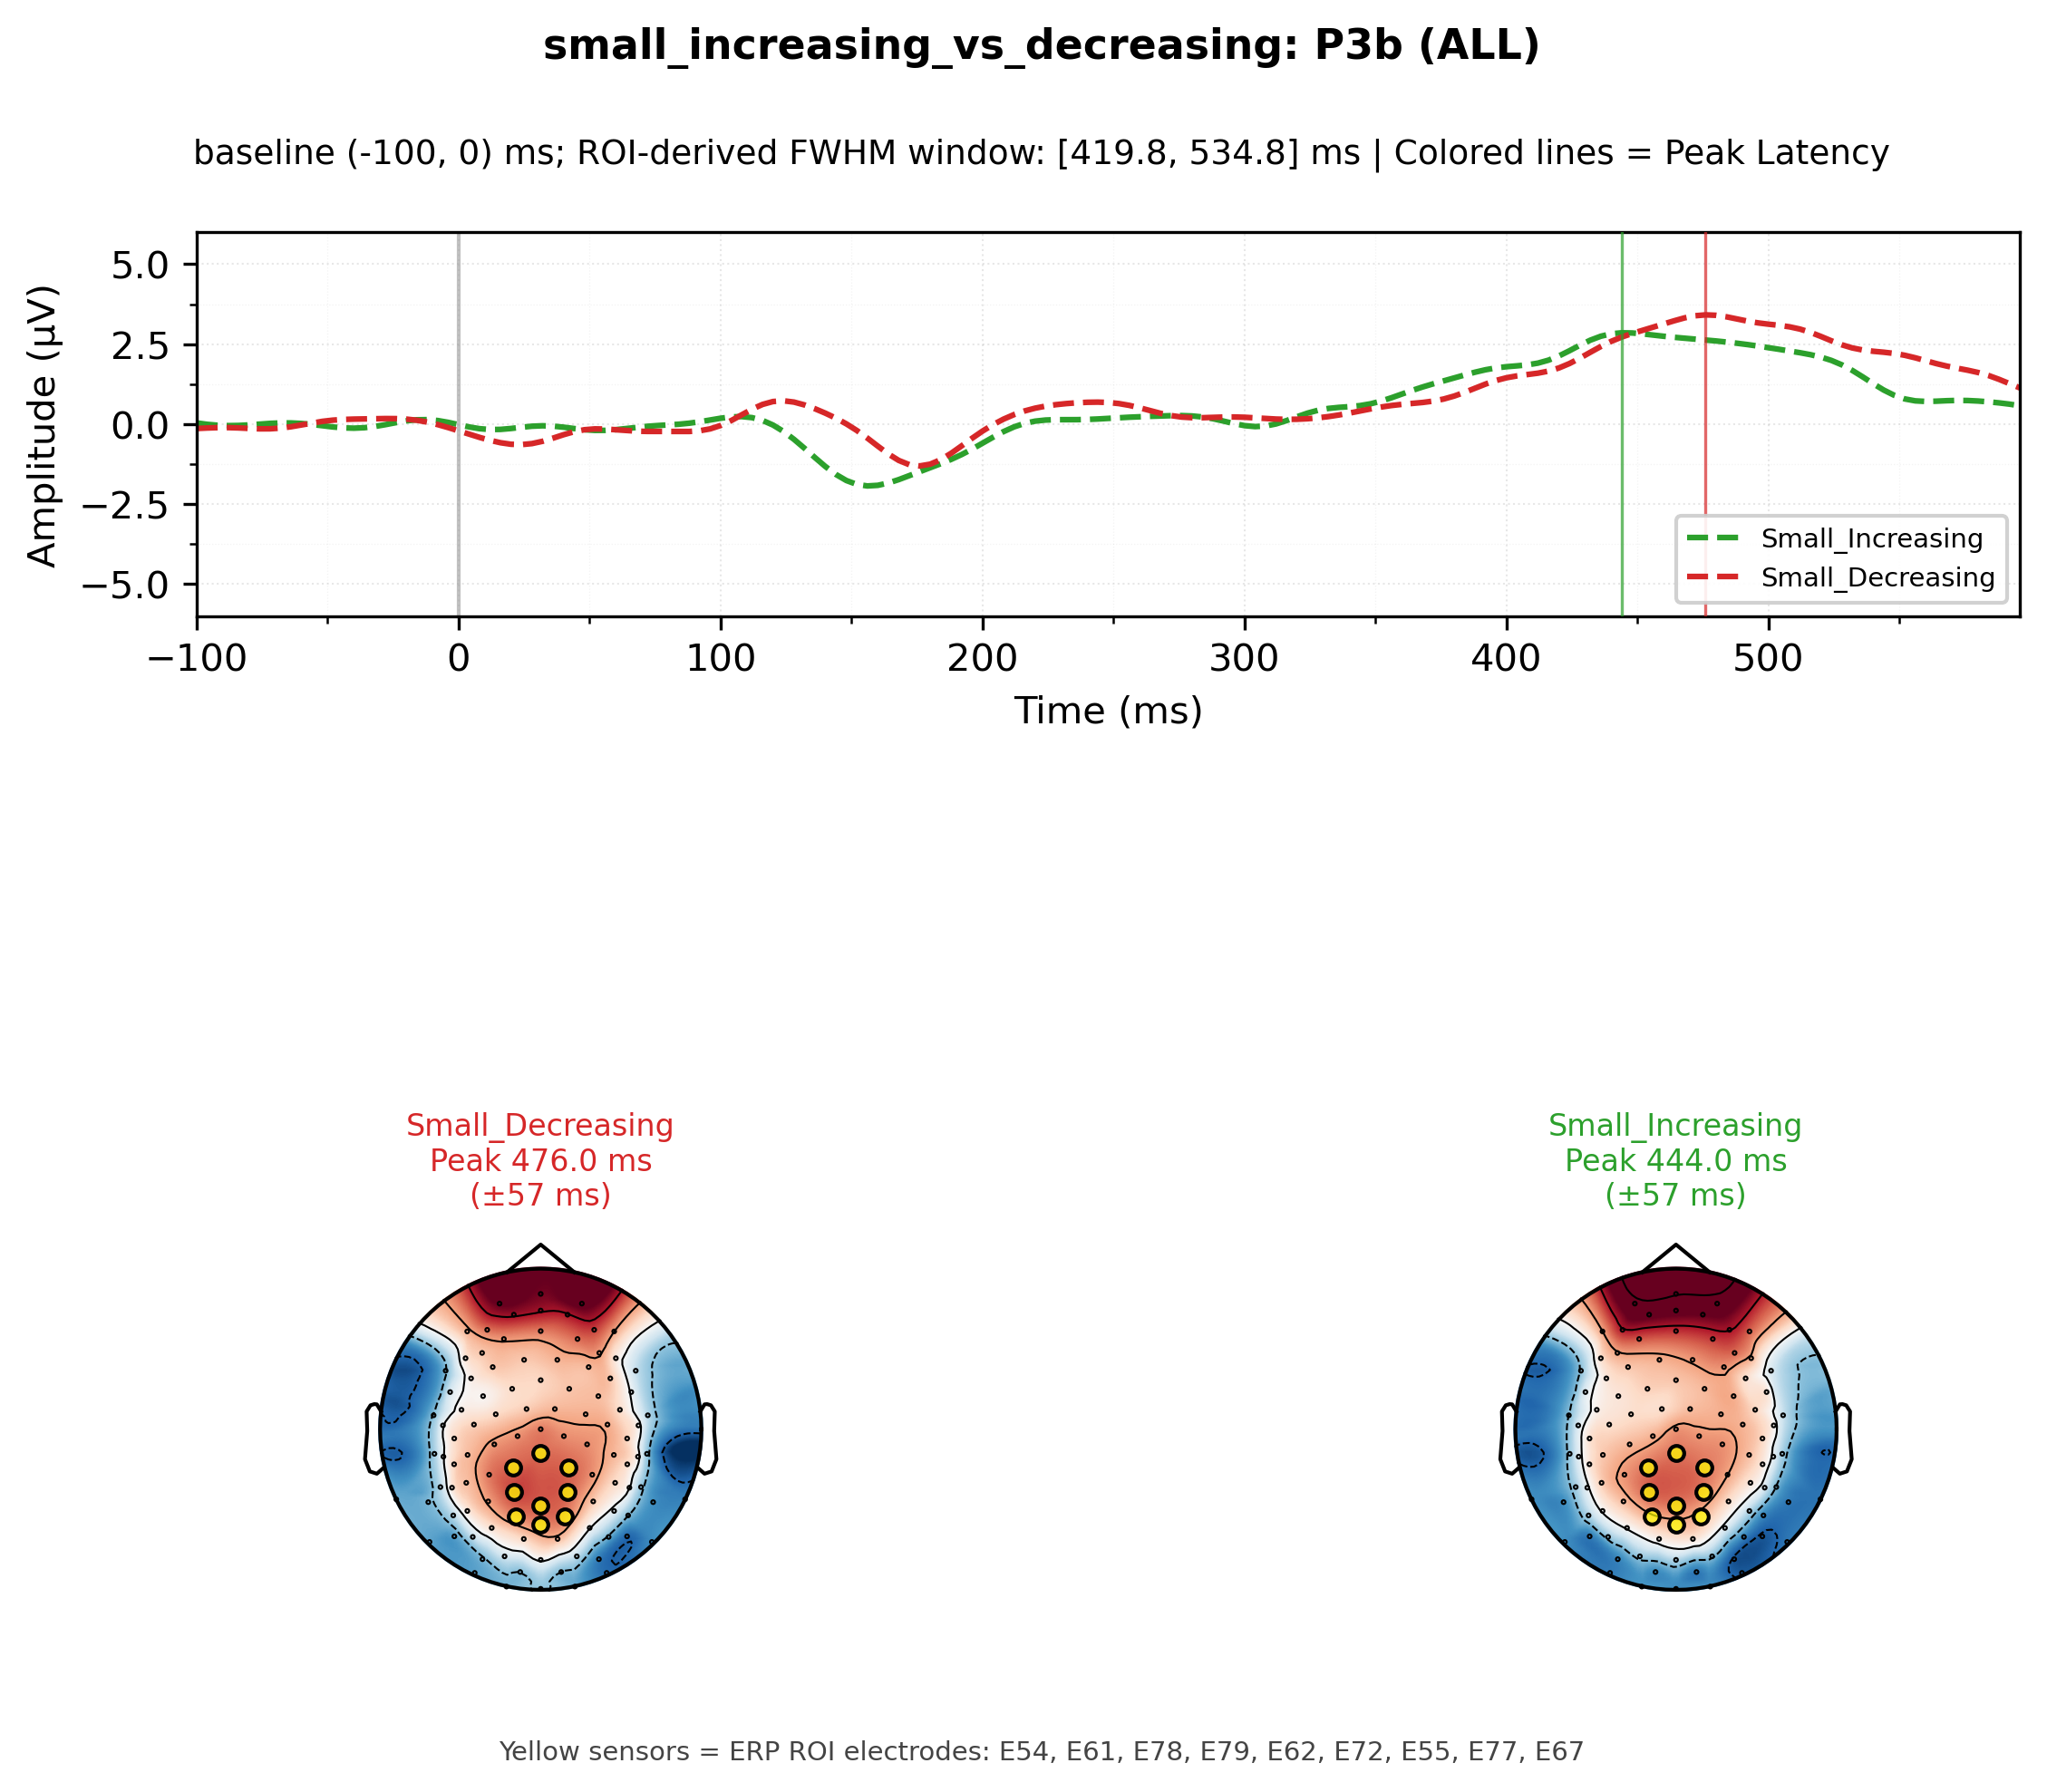 small_increasing_vs_decreasing: P3b (ALL)
baseline (-100, 0) ms; ROI-derived FWHM window: [419.8, 534.8] ms | Colored lines = Peak Latency
Amplitude (µV)
5.0
2.5
0.0
−2.5
−5.0
Small_Increasing
Small_Decreasing
−100
0
100
200
300
400
500
Time (ms)
Small_Decreasing
Peak 476.0 ms
(±57 ms)
Small_Increasing
Peak 444.0 ms
(±57 ms)
Yellow sensors = ERP ROI electrodes: E54, E61, E78, E79, E62, E72, E55, E77, E67